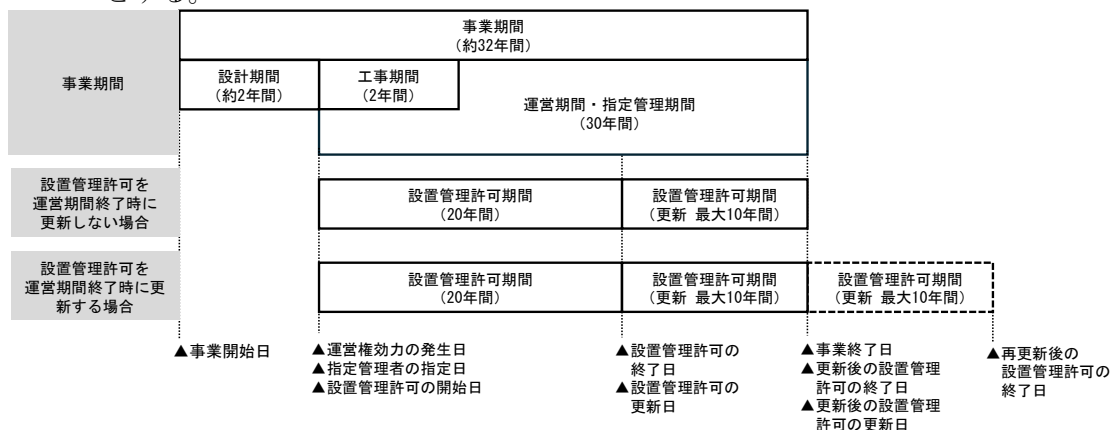 とする。
事業期間
事業期間
(約32年間)
設計期間
(約2年間)
工事期間
(2年間)
運営期間・指定管理期間
(30年間)
設置管理許可を
運営期間終了時に
更新しない場合
設置管理許可期間
(20年間)
設置管理許可期間
(更新 最大10年間)
設置管理許可を
運営期間終了時に更
新する場合
設置管理許可期間
(20年間)
設置管理許可期間
(更新 最大10年間)
設置管理許可期間
(更新 最大10年間)
▲事業開始日
▲運営権効力の発生日
▲指定管理者の指定日
▲設置管理許可の開始日
▲設置管理許可の
終了日
▲設置管理許可の
更新日
▲事業終了日
▲更新後の設置管理
許可の終了日
▲更新後の設置管理
許可の更新日
▲再更新後の
設置管理許可の
終了日